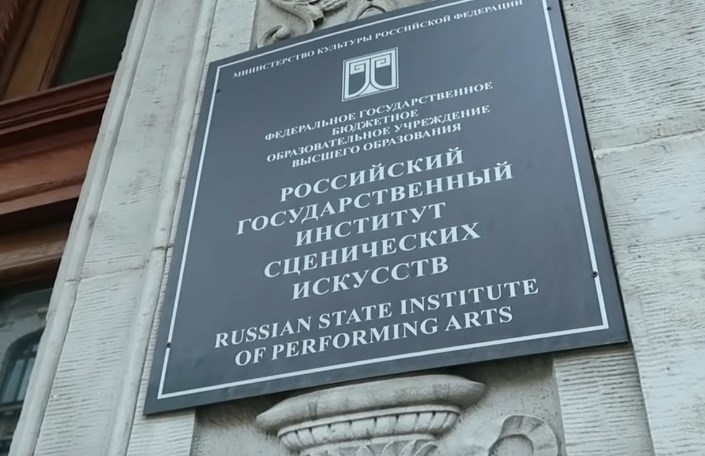 МИНИСТЕРСТВО КУЛЬТУРЫ РОССИЙСКОЙ ФЕДЕРАЦИИ
ФЕДЕРАЛЬНОЕ ГОСУДАРСТВЕННОЕ
БЮДЖЕТНОЕ
ОБРАЗОВАТЕЛЬНОЕ УЧРЕЖДЕНИЕ
ВЫСШЕГО ОБРАЗОВАНИЯ
РОССИЙСКИЙ
ГОСУДАРСТВЕННЫЙ
ИНСТИТУТ
СЦЕНИЧЕСКИХ
ИСКУССТВ
RUSSIAN STATE INSTITUTE
OF PERFORMING ARTS